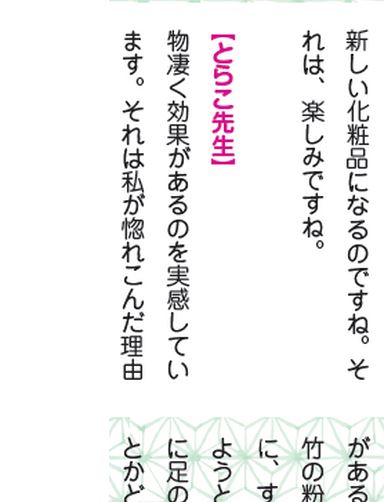 新しい化粧品になるのですね。そ
れは、楽しみですね。
【とらこ先生】
物凄く効果があるのを実感してい
ます。それは私が惚れこんだ理由
がある
竹の粉
に、す
ようと
に足の
とかど